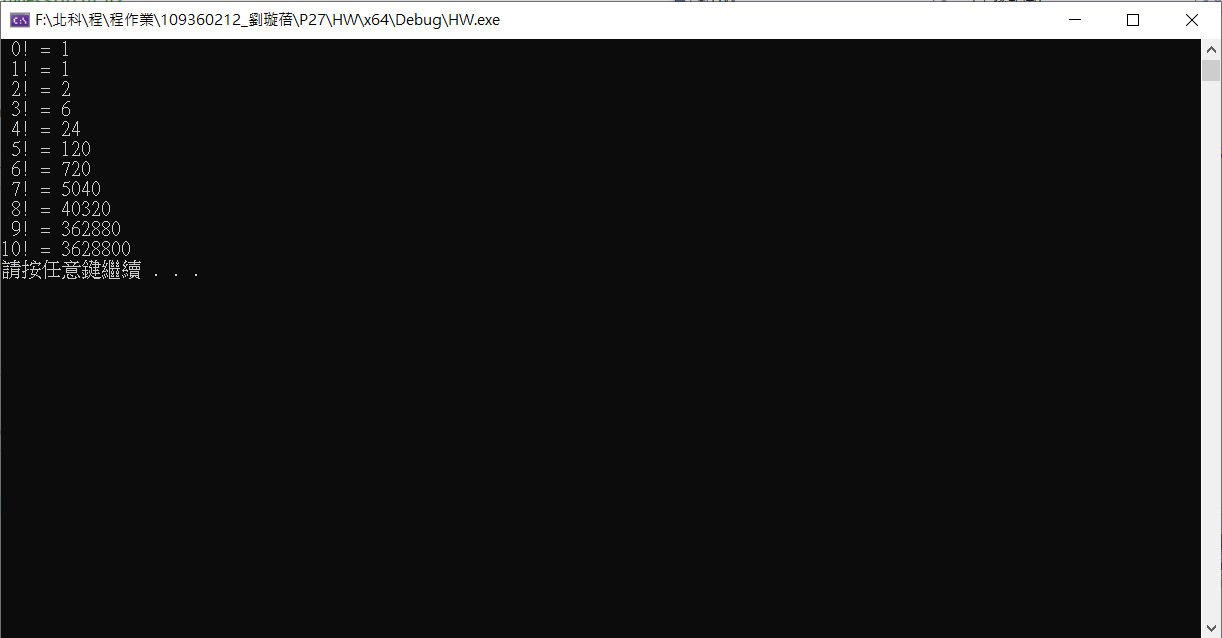 F:\北科\程\程作業\109360212_劉璇蓓\P27\HW\x64\Debug\HW.exe
 0! = 1
 1! = 1
 2! = 2
 3! = 6
 4! = 24
 5! = 120
 6! = 720
 7! = 5040
 8! = 40320
 9! = 362880
10! = 3628800
請按任意鍵繼續 . . .